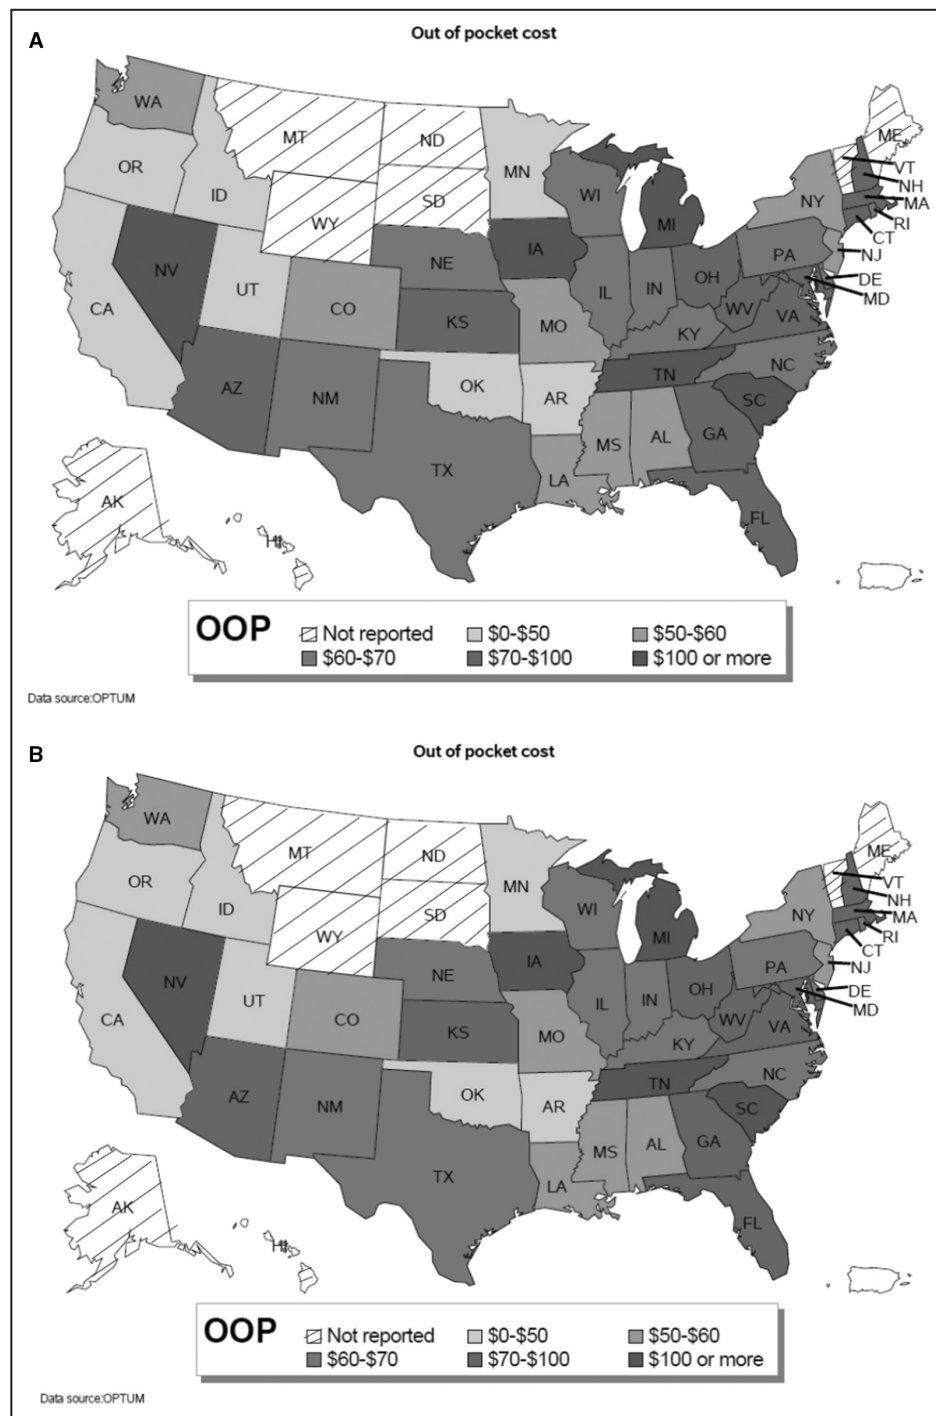 A
Out of pocket cost
WA
MT
ND
ME
OR
MN
VT
ID
SD
WI
NH
WY
NY
MA
MI
RI
IA
CT
NV
NE
PA
NJ
UT
IL
IN
OH
DE
CO
MD
CA
KS
MO
WV
VA
KY
NC
TN
AZ
NM
OK
AR
SC
MS
AL
GA
TX
LA
AK
FL
HI
OOP
Not reported $0-$50 $50-$60
$60-$70 $70-$100 $100 or more
Data source:OPTUM
B
Out of pocket cost
WA
MT
ND
ME
OR
MN
VT
ID
SD
WI
NH
WY
NY
MA
MI
RI
IA
CT
NV
NE
PA
NJ
UT
IL
IN
OH
DE
CO
MD
CA
KS
MO
WV
VA
KY
NC
TN
AZ
NM
OK
AR
SC
MS
AL
GA
TX
LA
AK
FL
HI
OOP
Not reported $0-$50 $50-$60
$60-$70 $70-$100 $100 or more
Data source:OPTUM